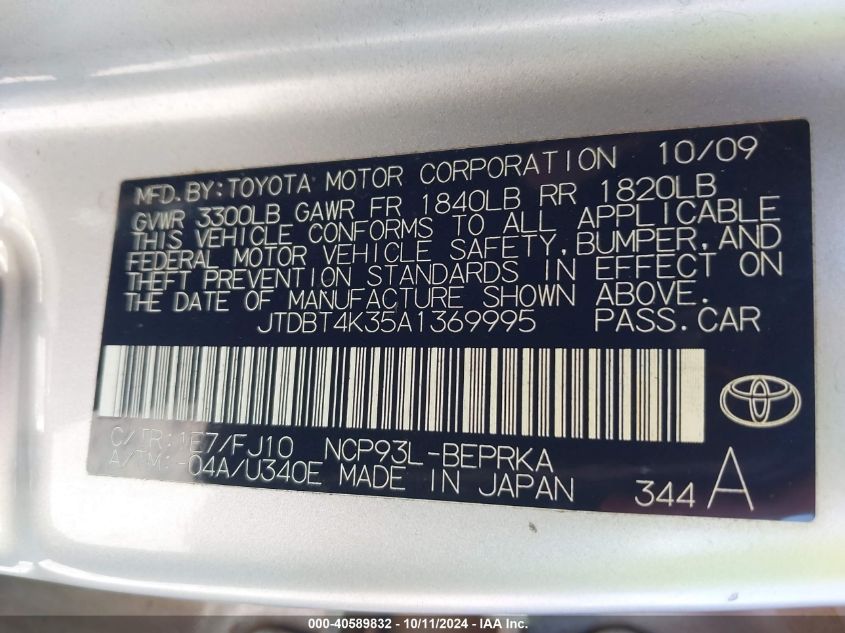 MFD.BY:TOYOTA MOTOR CORPORATION 10/09
GVWR 3300LB GAWR FR 1840LB RR 1820LB
THIS VEHICLE CONFORMS TO ALL APPLICABLE
FEDERAL MOTOR VEHICLE SAFETY,BUMPER,AND
THEFT PREVENTION STANDARDS IN EFFECT ON
THE DATE OF MANUFACTURE SHOWN ABOVE.
JTDBT4K35A1369995 PASS.CAR
C/TR:1E7/FJ10 NCP93L-BEPRKA
A/TM:-04A/U340E MADE IN JAPAN 344 A
000-40589832 - 10/11/2024 - IAA Inc.